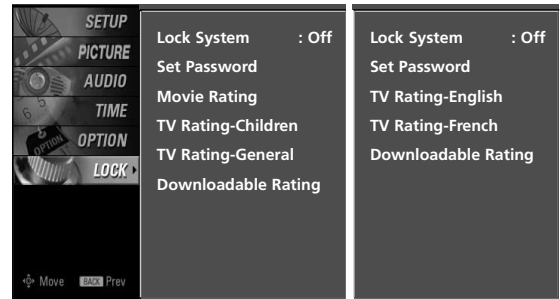 SETUP
PICTURE
AUDIO
TIME
OPTION
LOCK
Move BACK Prev
Lock System : Off
Set Password
Movie Rating
TV Rating-Children
TV Rating-General
Downloadable Rating
Lock System : Off
Set Password
TV Rating-English
TV Rating-French
Downloadable Rating